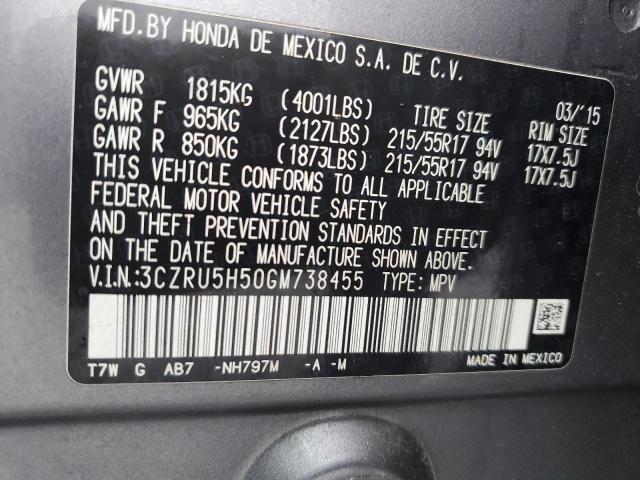 MFD. BY HONDA DE MEXICO S.A. DE C.V.
03/'15
GVWR 1815KG (4001LBS) TIRE SIZE RIM SIZE
GAWR F 965KG (2127LBS) 215/55R17 94V 17X7.5J
GAWR R 850KG (1873LBS) 215/55R17 94V 17X7.5J
THIS VEHICLE CONFORMS TO ALL APPLICABLE
FEDERAL MOTOR VEHICLE SAFETY
AND THEFT PREVENTION STANDARDS IN EFFECT
ON THE DATE OF MANUFACTURE SHOWN ABOVE.
V.I.N.:3CZRU5H50GM738455 TYPE: MPV
T7W G AB7 -NH797M -A -M MADE IN MEXICO